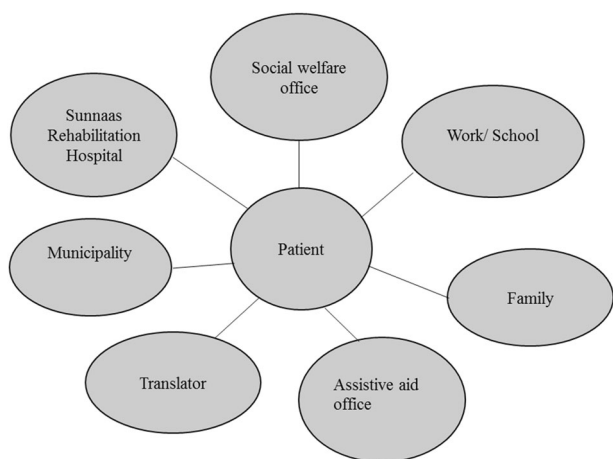 Social welfare
office
Sunnaas
Rehabilitation
Hospital
Work/ School
Municipality
Patient
Family
Translator
Assistive aid
office